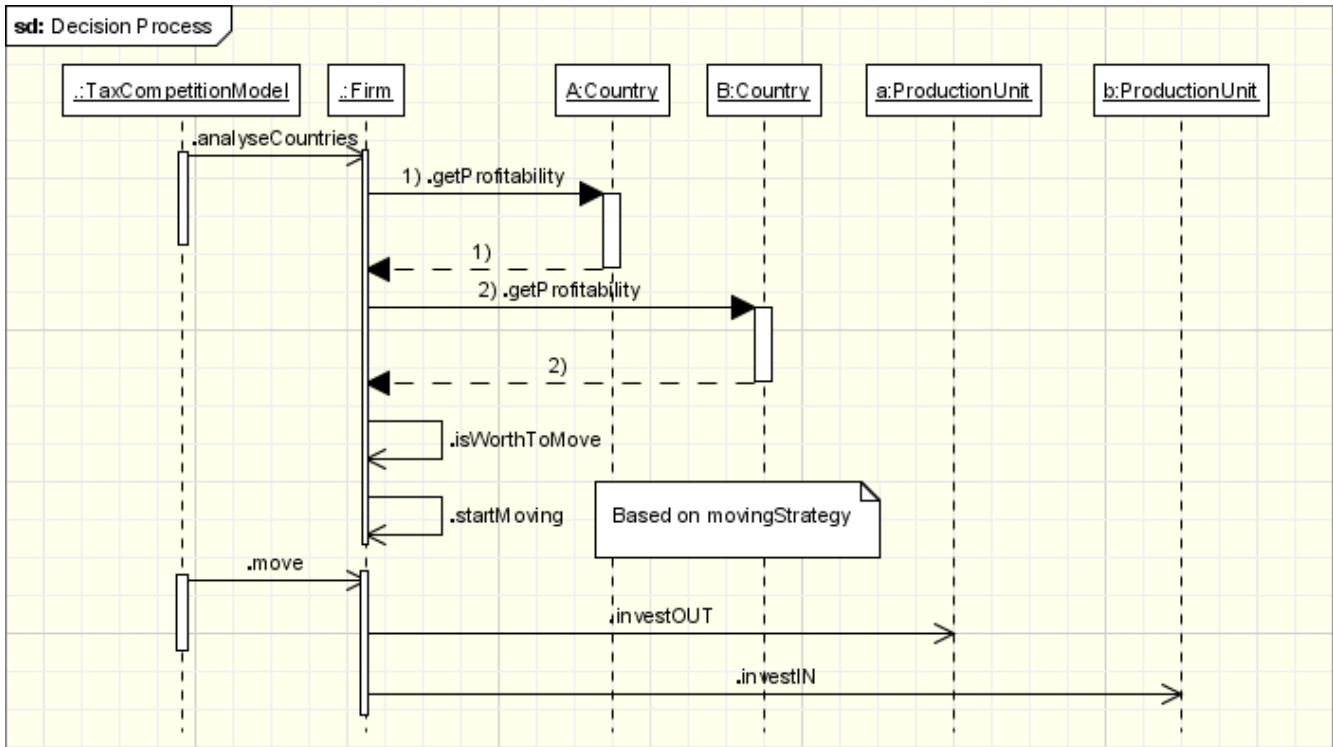 sd: Decision Process
.:TaxCompetitionModel
.:Firm
A:Country
B:Country
a:ProductionUnit
b:ProductionUnit
.analyseCountries
1) .getProfitability
1)
2) .getProfitability
2)
.isWorthToMove
.startMoving
Based on movingStrategy
.move
.investOUT
.investIN